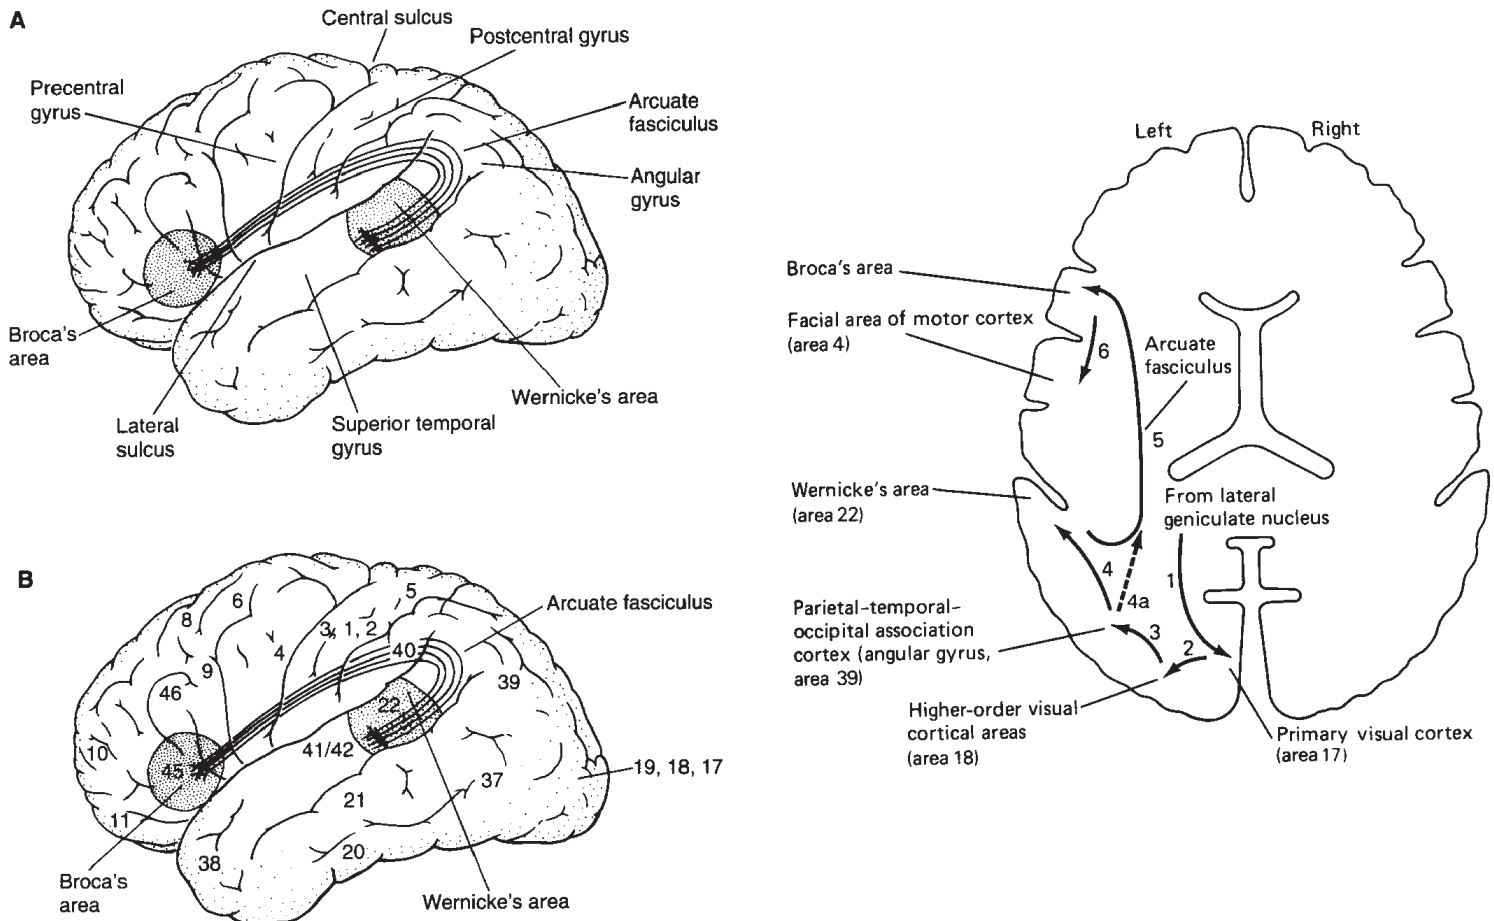 A
Central sulcus
Postcentral gyrus
Precentral
gyrus
Arcuate
fasciculus
Angular
gyrus
Broca's
area
Lateral
sulcus
Superior temporal
gyrus
Wernicke's area
B
6
8
5
3, 1, 2
4
9
40
46
39
22
10
45
41/42
37
21
11
38
20
19, 18, 17
Arcuate fasciculus
Broca's
area
Wernicke's area
Left
Right
Broca's area
Facial area of motor cortex
(area 4)
6
Arcuate
fasciculus
5
Wernicke's area
(area 22)
From lateral
geniculate nucleus
4
4a
1
3
2
Parietal–temporal–
occipital association
cortex (angular gyrus,
area 39)
Higher-order visual
cortical areas
(area 18)
Primary visual cortex
(area 17)